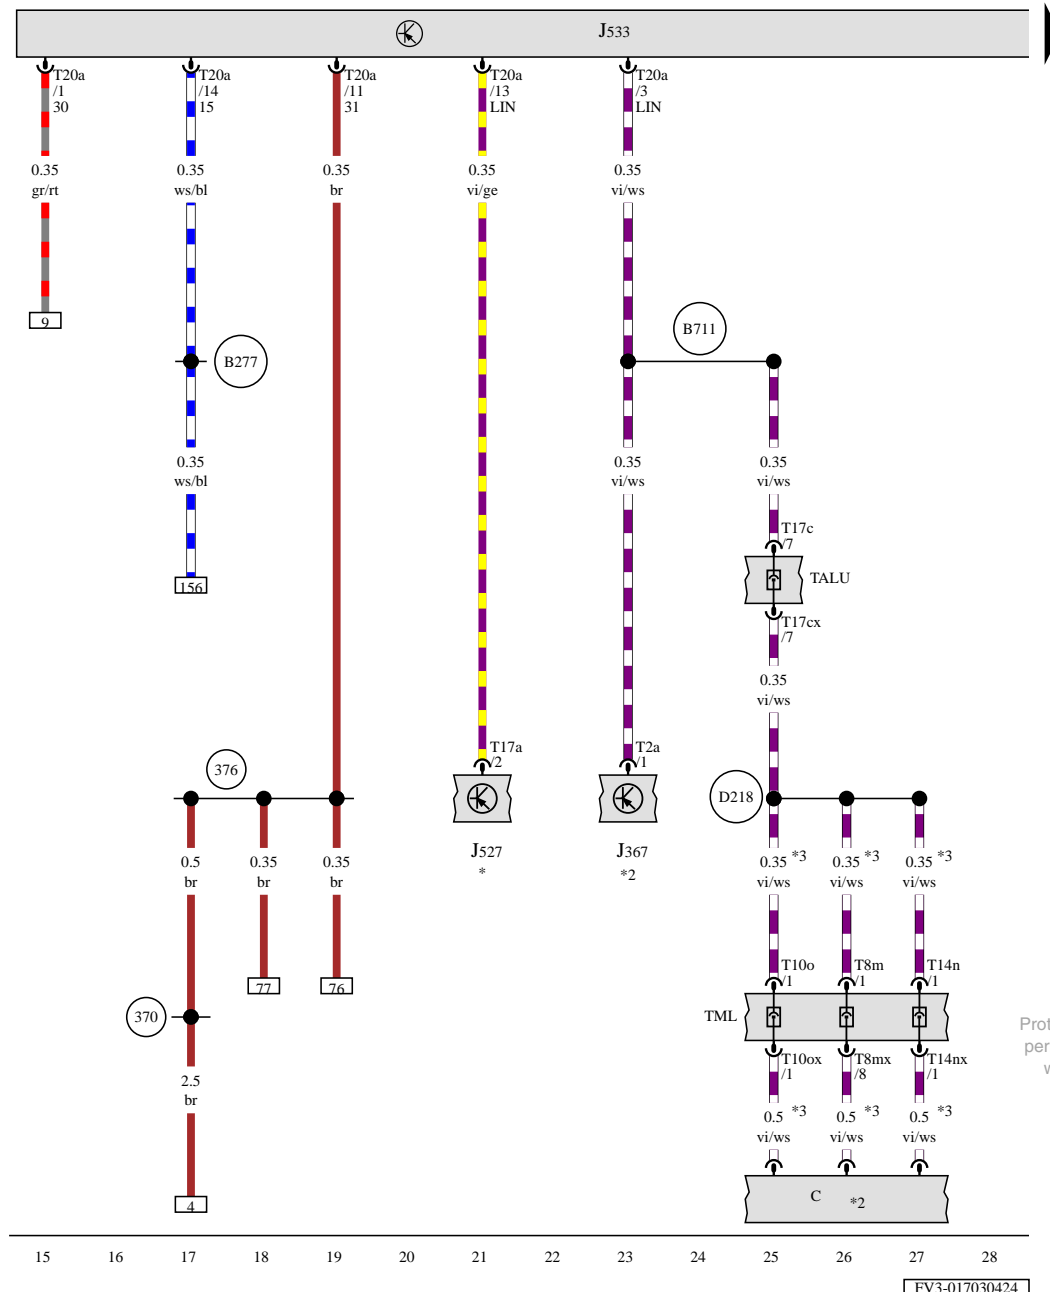 J533
T20a
/1
30
T20a
/14
15
T20a
/11
31
T20a
/13
LIN
T20a
/3
LIN
0.35
gr/rt
0.35
ws/bl
0.35
br
0.35
vi/ge
0.35
vi/ws
9
B277
B711
0.35
ws/bl
0.35
vi/ws
0.35
vi/ws
T17c
/7
156
TALU
T17cx
/7
0.35
vi/ws
T17a
/2
T2a
/1
376
D218
J527
*
J367
*2
0.5
br
0.35
br
0.35
br
0.35 *3
vi/ws
0.35 *3
vi/ws
0.35 *3
vi/ws
77
76
T10o
/1
T8m
/1
T14n
/1
370
TML
Prot
per
w
T10ox
/1
T8mx
/8
T14nx
/1
2.5
br
0.5 *3
vi/ws
0.5 *3
vi/ws
0.5 *3
vi/ws
4
C *2
15 16 17 18 19 20 21 22 23 24 25 26 27 28
FV3-017030424